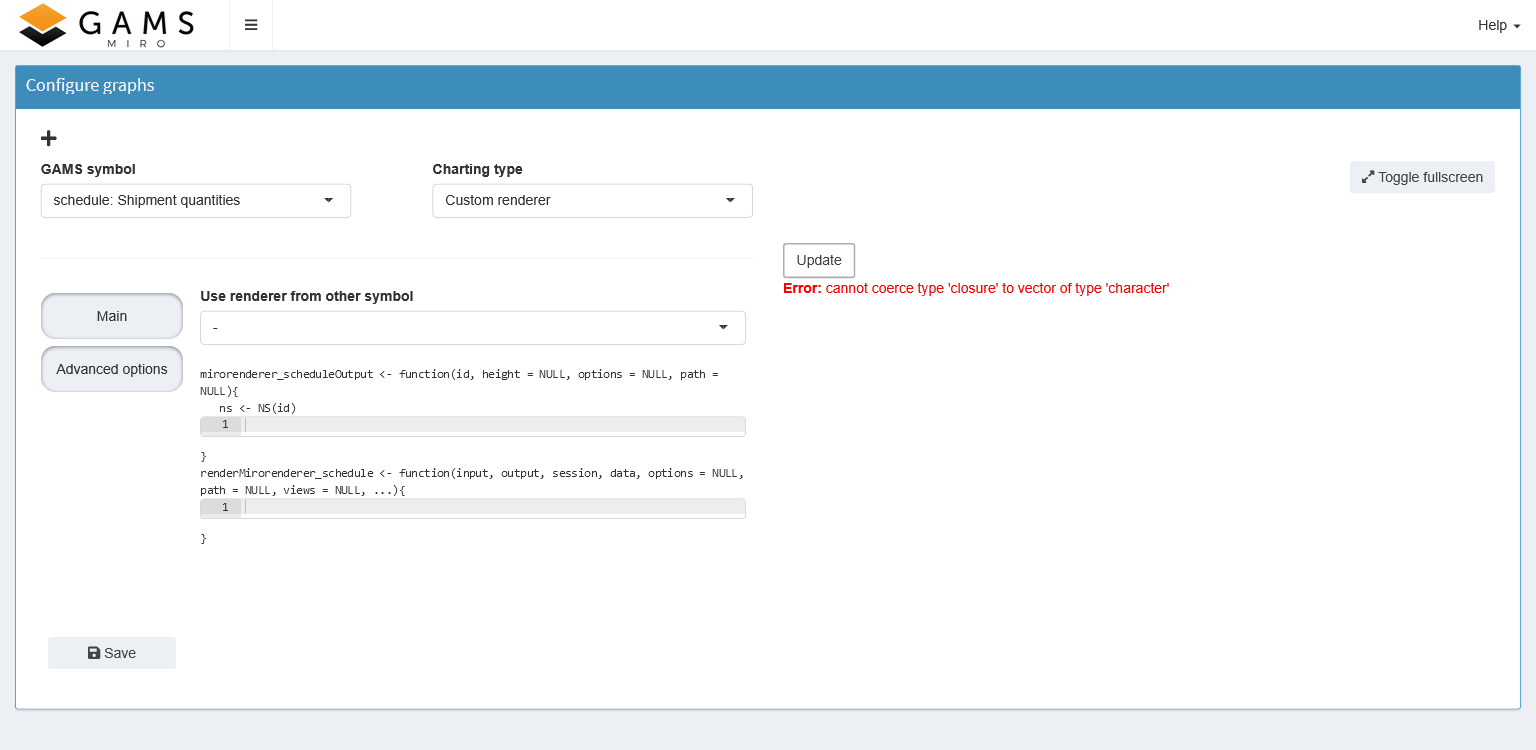 GAMS
MIRO
Help
Configure graphs
GAMS symbol
Charting type
Toggle fullscreen
schedule: Shipment quantities
Custom renderer
Update
Error: cannot coerce type 'closure' to vector of type 'character'
Main
Advanced options
Use renderer from other symbol
-
mirorenderer_scheduleOutput <- function(id, height = NULL, options = NULL, path =
NULL){
ns <- NS(id)
1
}
renderMirorenderer_schedule <- function(input, output, session, data, options = NULL,
path = NULL, views = NULL, ...){
1
}
Save